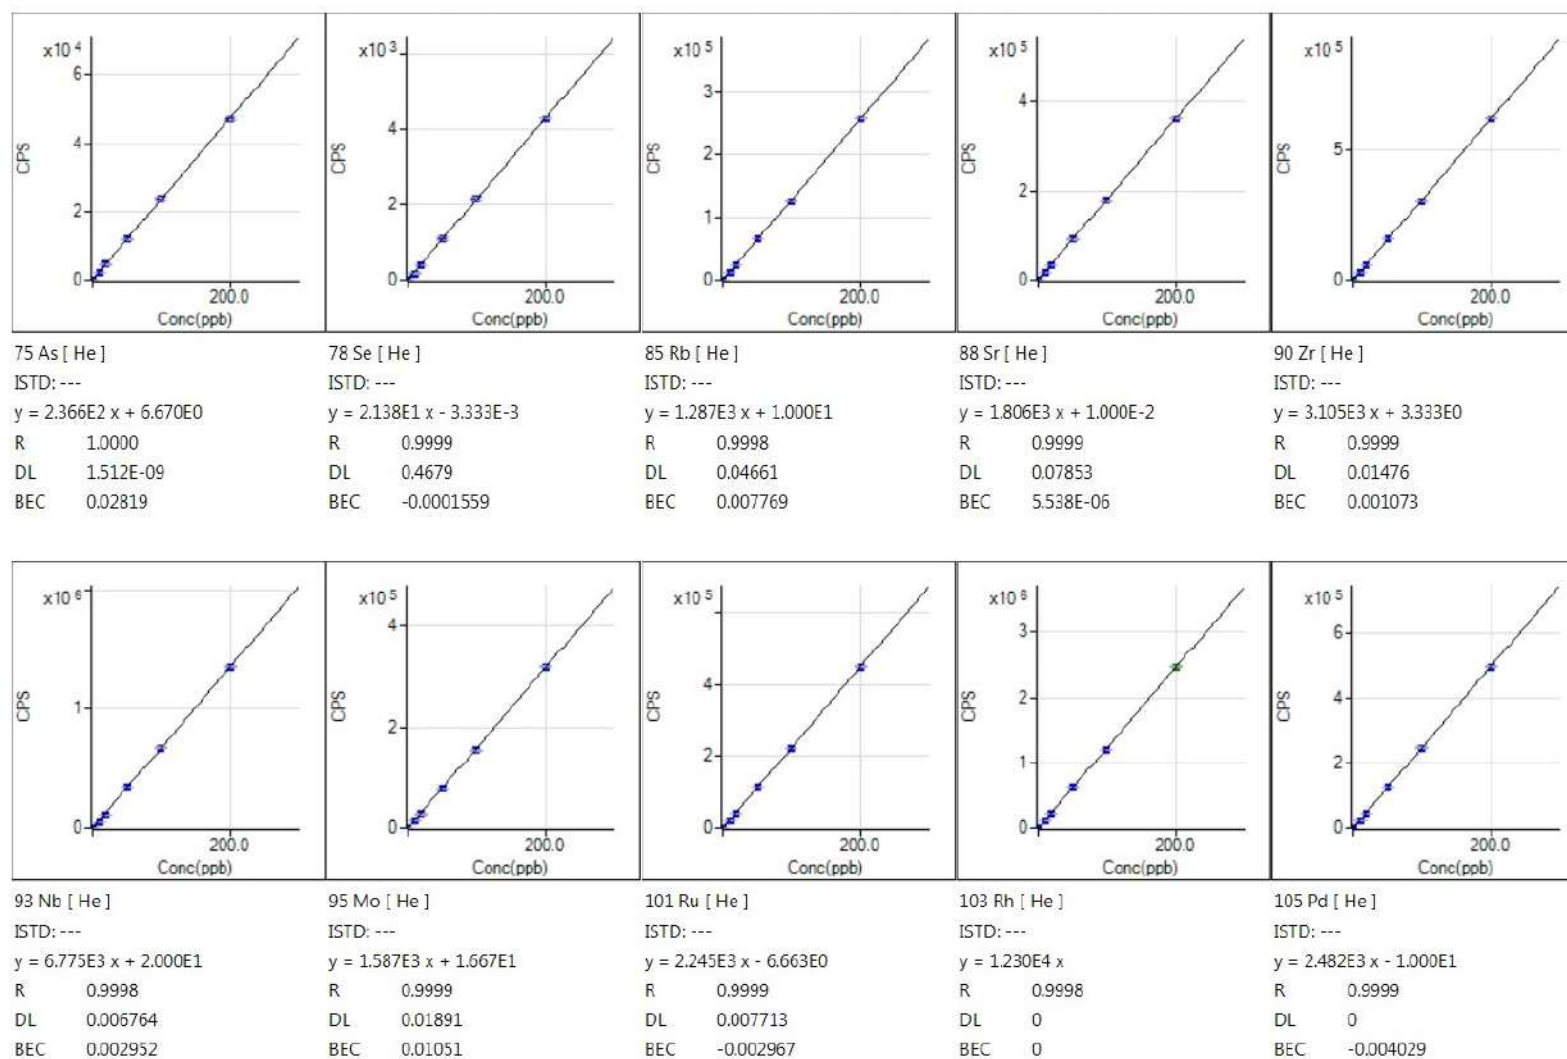 x10 4
6
4
2
0
CPS
200.0
Conc(ppb)
75 As [ He ]
ISTD: ---
y = 2.366E2 x + 6.670E0
R 1.0000
DL 1.512E-09
BEC 0.02819
x10 3
4
2
0
CPS
200.0
Conc(ppb)
78 Se [ He ]
ISTD: ---
y = 2.138E1 x - 3.333E-3
R 0.9999
DL 0.4679
BEC -0.0001559
x10 5
3
2
1
0
CPS
200.0
Conc(ppb)
85 Rb [ He ]
ISTD: ---
y = 1.287E3 x + 1.000E1
R 0.9998
DL 0.04661
BEC 0.007769
x10 5
4
2
0
CPS
200.0
Conc(ppb)
88 Sr [ He ]
ISTD: ---
y = 1.806E3 x + 1.000E-2
R 0.9999
DL 0.07853
BEC 5.538E-06
x10 5
5
0
CPS
200.0
Conc(ppb)
90 Zr [ He ]
ISTD: ---
y = 3.105E3 x + 3.333E0
R 0.9999
DL 0.01476
BEC 0.001073
x10 6
1
0
CPS
200.0
Conc(ppb)
93 Nb [ He ]
ISTD: ---
y = 6.775E3 x + 2.000E1
R 0.9998
DL 0.006764
BEC 0.002952
x10 5
4
2
0
CPS
200.0
Conc(ppb)
95 Mo [ He ]
ISTD: ---
y = 1.587E3 x + 1.667E1
R 0.9999
DL 0.01891
BEC 0.01051
x10 5
4
2
0
CPS
200.0
Conc(ppb)
101 Ru [ He ]
ISTD: ---
y = 2.245E3 x - 6.663E0
R 0.9999
DL 0.007713
BEC -0.002967
x10 6
3
2
1
0
CPS
200.0
Conc(ppb)
103 Rh [ He ]
ISTD: ---
y = 1.230E4 x
R 0.9998
DL 0
BEC 0
x10 5
6
4
2
0
CPS
200.0
Conc(ppb)
105 Pd [ He ]
ISTD: ---
y = 2.482E3 x - 1.000E1
R 0.9999
DL 0
BEC -0.004029